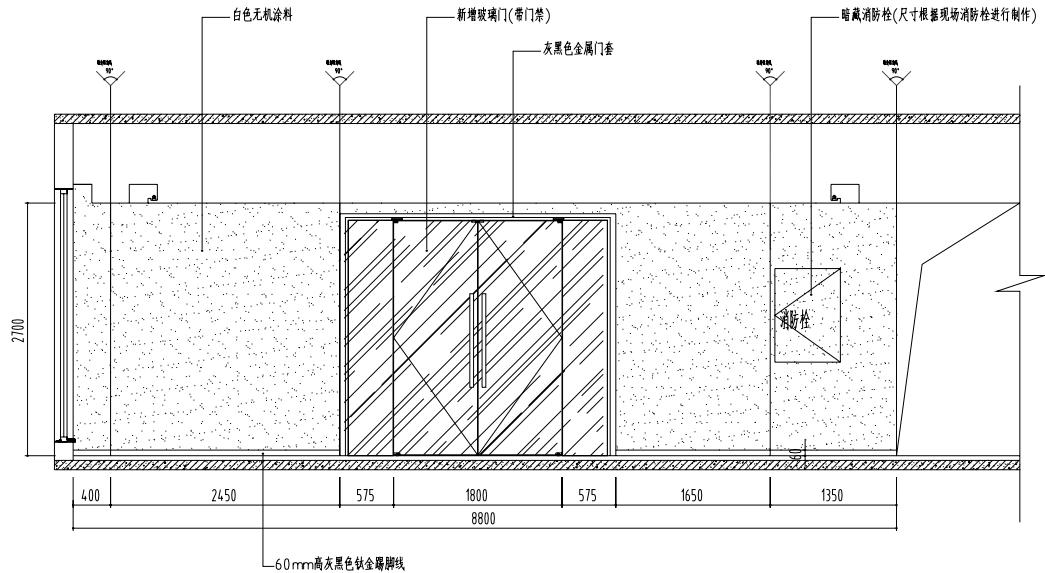 白色无机涂料
新增玻璃门(带门禁)
暗藏消防栓(尺寸根据现场消防栓进行制作)
灰黑色金属门套
90°
90°
90°
90°
2700
消防栓
60
400
2450
575
1800
575
1650
1350
8800
60mm高灰黑色钛金踢脚线